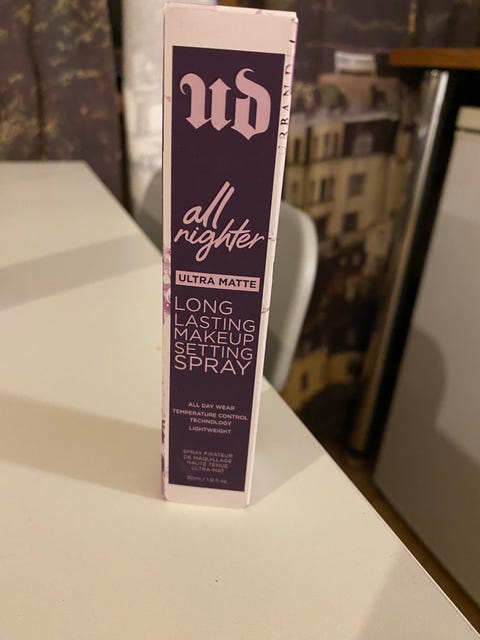 ud
all
nighter
ULTRA MATTE
LONG
LASTING
MAKEUP
SETTING
SPRAY
ALL DAY WEAR
TEMPERATURE CONTROL
TECHNOLOGY
LIGHTWEIGHT
SPRAY FIXATEUR
DE MAQUILLAGE
HAUTE TENUE
ULTRA-MAT